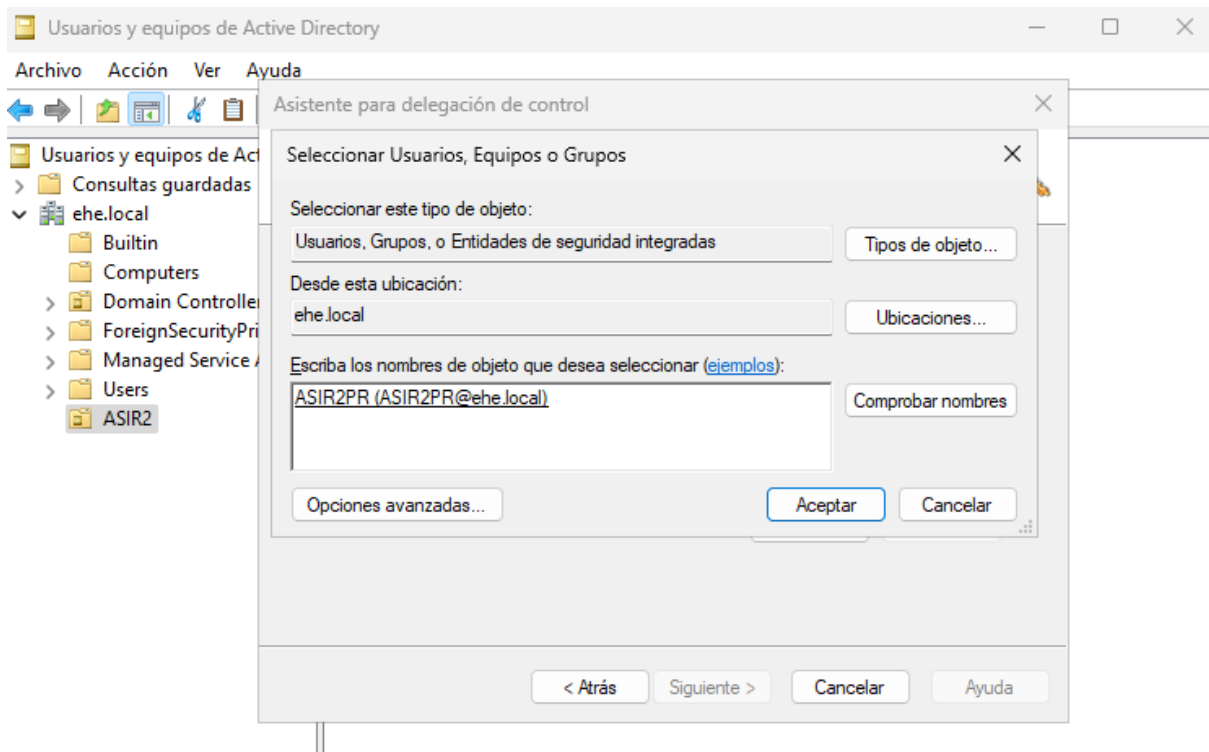 Usuarios y equipos de Active Directory
Archivo Acción Ver Ayuda
Asistente para delegación de control
Usuarios y equipos de Act
Consultas guardadas
ehe.local
Builtin
Computers
Domain Controller
ForeignSecurityPri
Managed Service
Users
ASIR2
Seleccionar Usuarios, Equipos o Grupos
Seleccionar este tipo de objeto:
Usuarios, Grupos, o Entidades de seguridad integradas
Tipos de objeto...
Desde esta ubicación:
ehe.local
Ubicaciones...
Escriba los nombres de objeto que desea seleccionar (ejemplos):
ASIR2PR (ASIR2PR@ehe.local)
Comprobar nombres
Opciones avanzadas...
Aceptar
Cancelar
< Atrás
Siguiente >
Cancelar
Ayuda